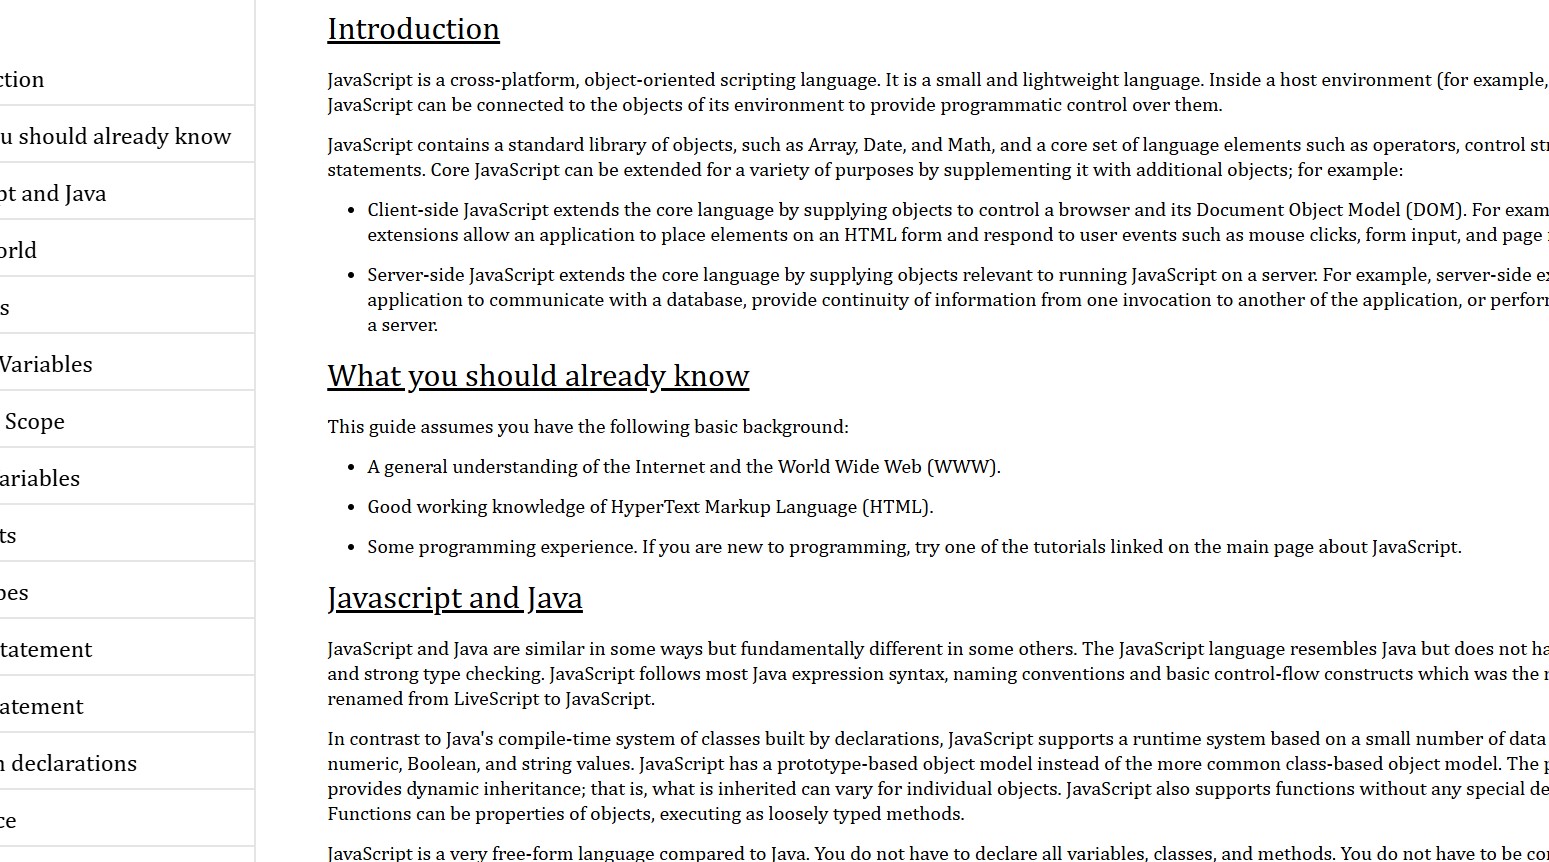 ction
u should already know
pt and Java
orld
s
Variables
Scope
ariables
ts
pes
tatement
atement
n declarations
ce
Introduction
JavaScript is a cross-platform, object-oriented scripting language. It is a small and lightweight language. Inside a host environment (for example,
JavaScript can be connected to the objects of its environment to provide programmatic control over them.
JavaScript contains a standard library of objects, such as Array, Date, and Math, and a core set of language elements such as operators, control str
statements. Core JavaScript can be extended for a variety of purposes by supplementing it with additional objects; for example:
• Client-side JavaScript extends the core language by supplying objects to control a browser and its Document Object Model (DOM). For exam
extensions allow an application to place elements on an HTML form and respond to user events such as mouse clicks, form input, and page
• Server-side JavaScript extends the core language by supplying objects relevant to running JavaScript on a server. For example, server-side ex
application to communicate with a database, provide continuity of information from one invocation to another of the application, or perfor
a server.
What you should already know
This guide assumes you have the following basic background:
• A general understanding of the Internet and the World Wide Web (WWW).
• Good working knowledge of HyperText Markup Language (HTML).
• Some programming experience. If you are new to programming, try one of the tutorials linked on the main page about JavaScript.
Javascript and Java
JavaScript and Java are similar in some ways but fundamentally different in some others. The JavaScript language resembles Java but does not ha
and strong type checking. JavaScript follows most Java expression syntax, naming conventions and basic control-flow constructs which was the
renamed from LiveScript to JavaScript.
In contrast to Java's compile-time system of classes built by declarations, JavaScript supports a runtime system based on a small number of data
numeric, Boolean, and string values. JavaScript has a prototype-based object model instead of the more common class-based object model. The p
provides dynamic inheritance; that is, what is inherited can vary for individual objects. JavaScript also supports functions without any special de
Functions can be properties of objects, executing as loosely typed methods.
JavaScript is a very free-form language compared to Java. You do not have to declare all variables, classes, and methods. You do not have to be con